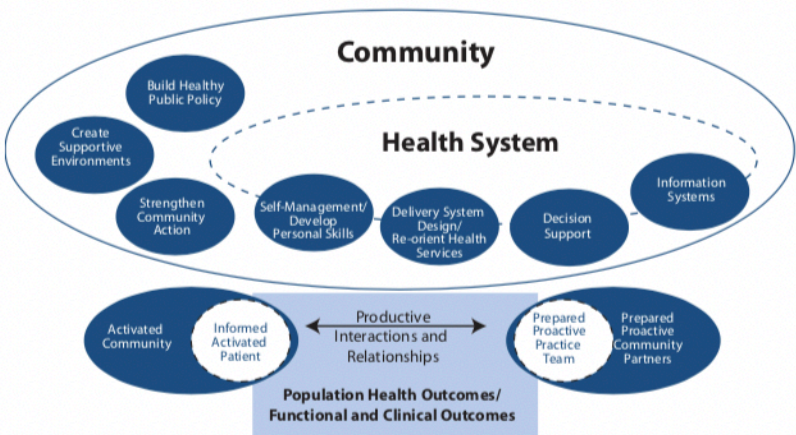 Community
Build Healthy
Public Policy
Create
Supportive
Environments
Health System
Strengthen
Community
Action
Self-Management/
Develop
Personal Skills
Delivery System
Design/
Re-orient Health
Services
Decision
Support
Information
Systems
Activated
Community
Informed
Activated
Patient
Productive
Interactions and
Relationships
Prepared
Proactive
Practice
Team
Prepared
Proactive
Community
Partners
Population Health Outcomes/
Functional and Clinical Outcomes